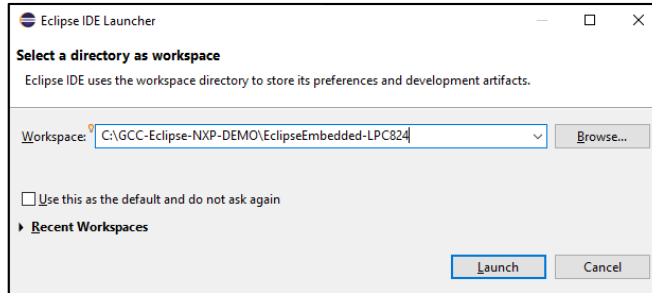 Eclipse IDE Launcher
Select a directory as workspace
Eclipse IDE uses the workspace directory to store its preferences and development artifacts.
Workspace: C:\GCC-Eclipse-NXP-DEMO\EclipseEmbedded-LPC824 Browse...
Use this as the default and do not ask again
Recent Workspaces
Launch Cancel